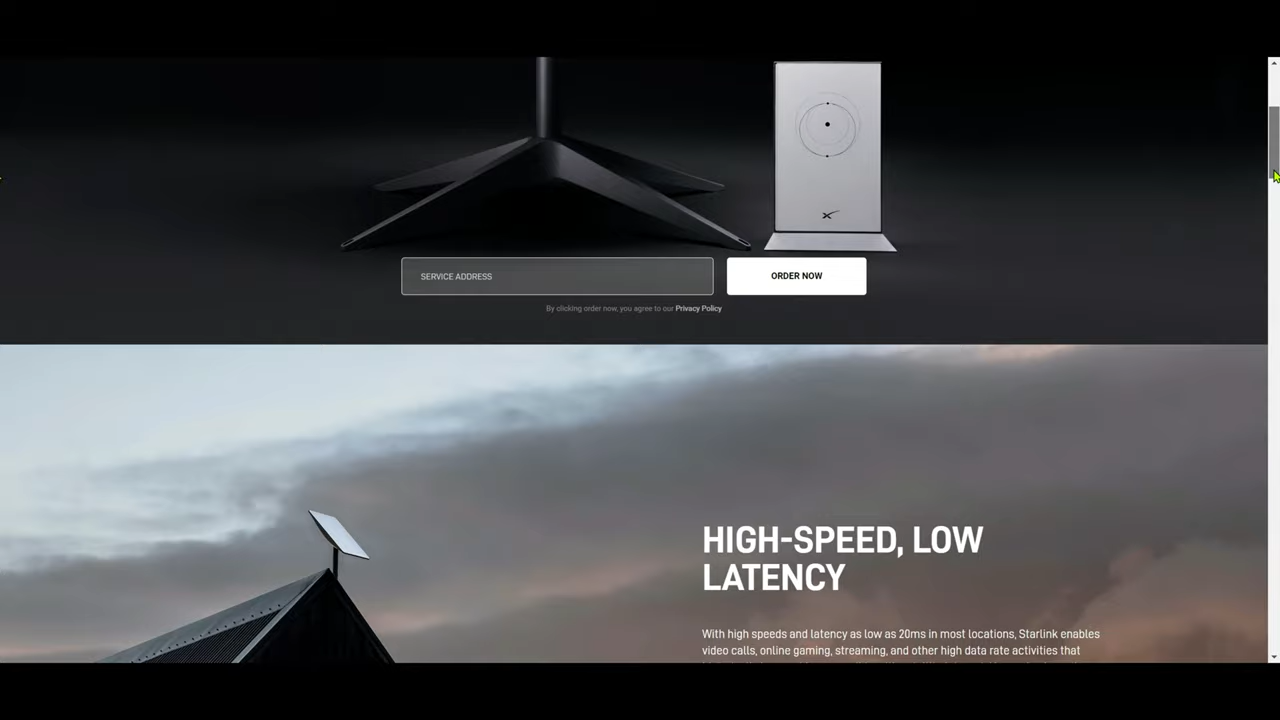 SERVICE ADDRESS
ORDER NOW
By clicking order now, you agree to our Privacy Policy
HIGH-SPEED, LOW
LATENCY
With high speeds and latency as low as 20ms in most locations, Starlink enables
video calls, online gaming, streaming, and other high data rate activities that